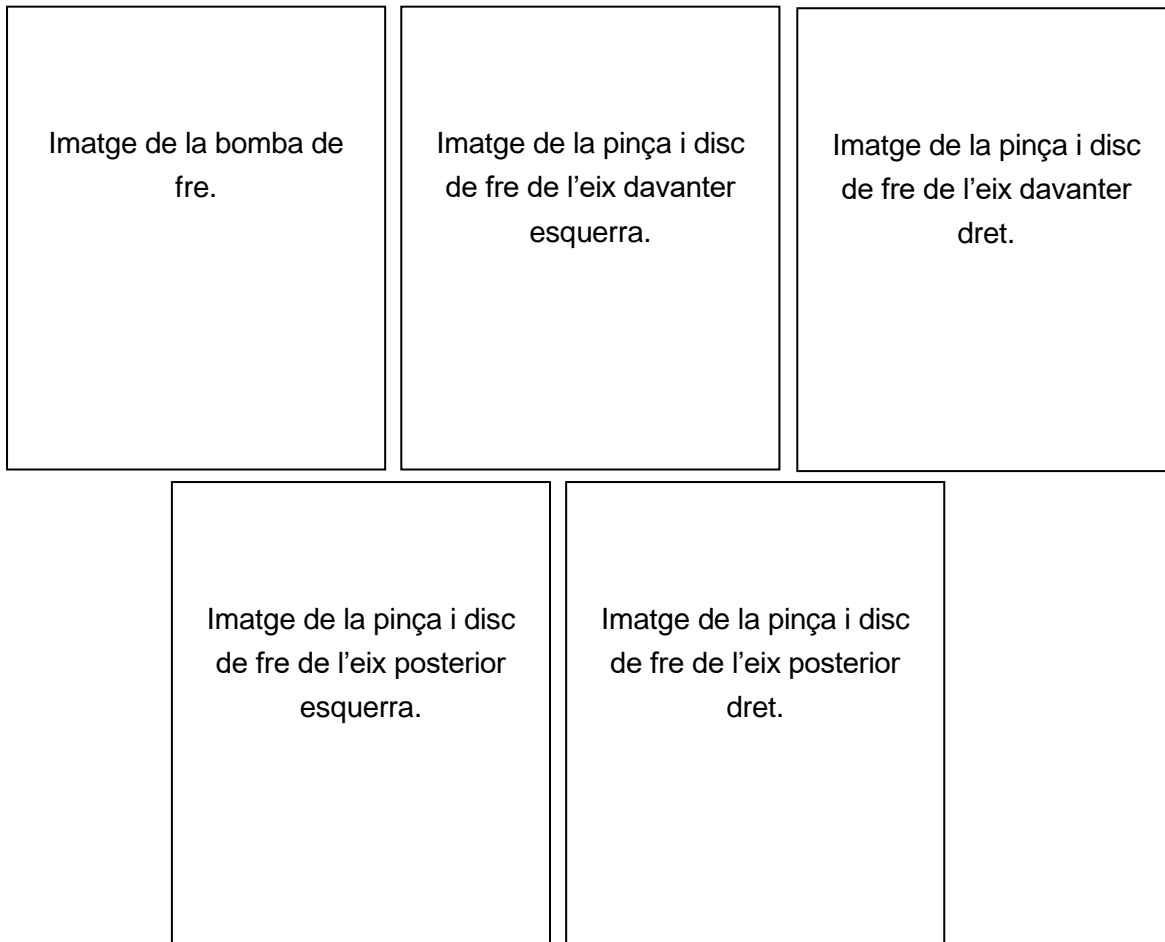 Imatge de la bomba de
fre.
Imatge de la pinça i disc
de fre de l’eix davanter
esquerra.
Imatge de la pinça i disc
de fre de l’eix davanter
dret.
Imatge de la pinça i disc
de fre de l’eix posterior
esquerra.
Imatge de la pinça i disc
de fre de l’eix posterior
dret.